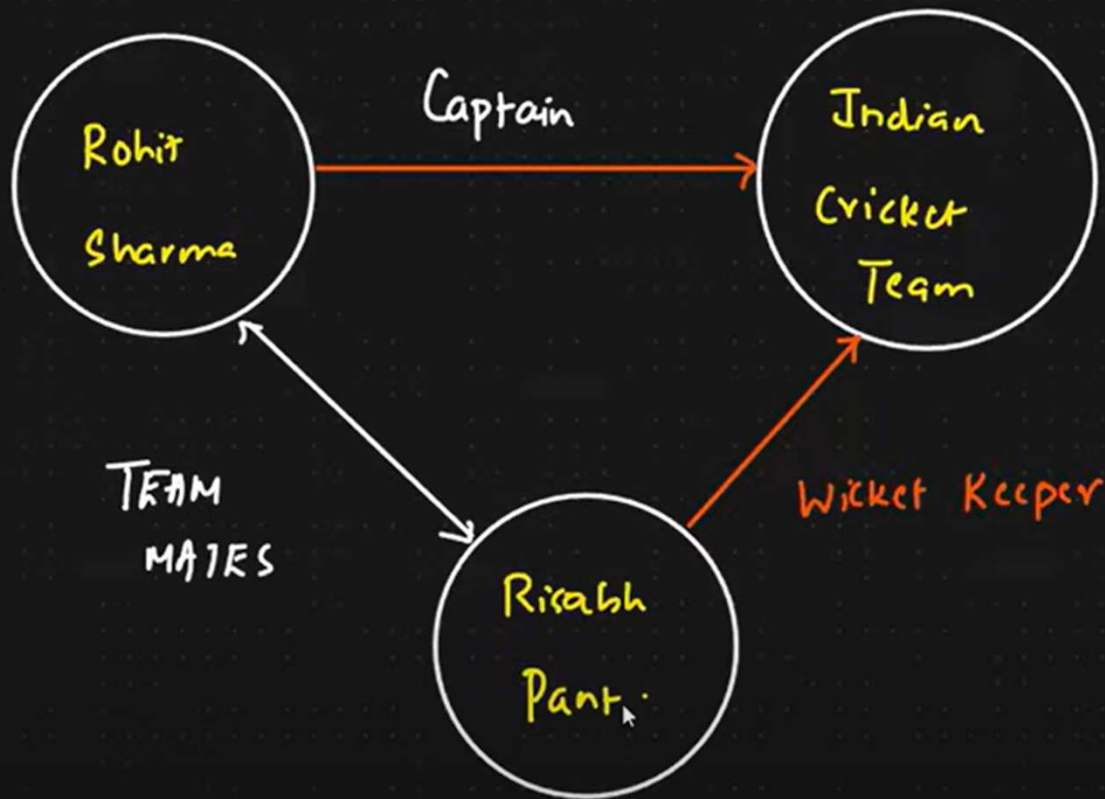 Rohit
Sharma
Captain
Indian
Cricket
Team
TEAM
MATES
Wicket Keeper
Risabh
Pant.